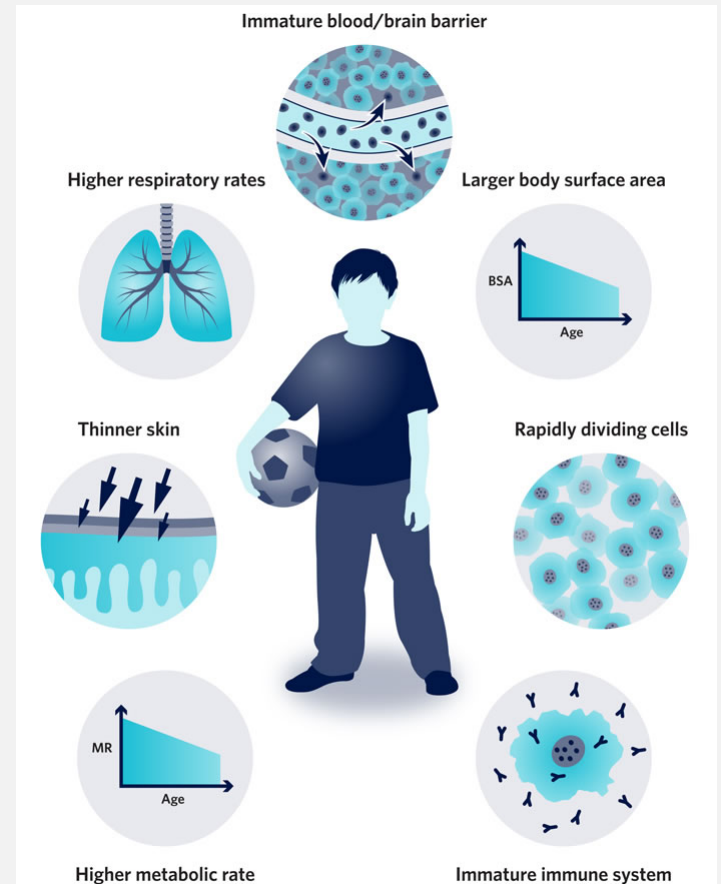 Immature blood/brain barrier
Higher respiratory rates
Larger body surface area
BSA
Age
Thinner skin
Rapidly dividing cells
MR
Age
Higher metabolic rate
Immature immune system